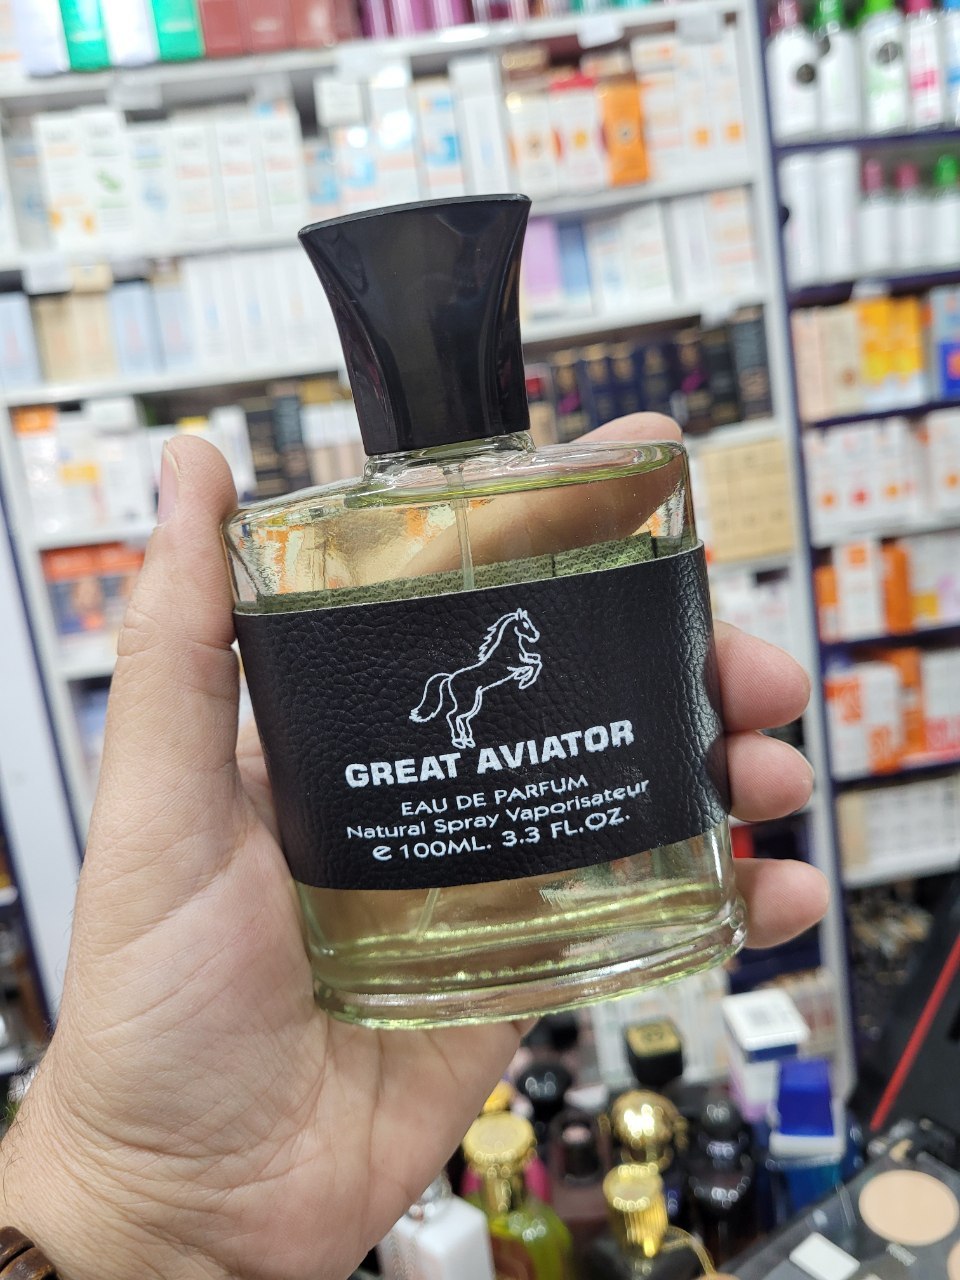 GREAT AVIATOR
EAU DE PARFUM
Natural Spray Vaporisateur
e 100ML. 3.3 FL.OZ.